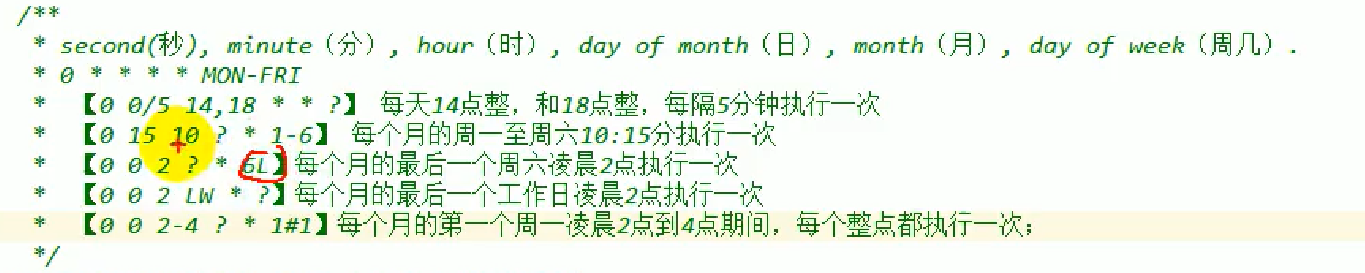 /**
* second(秒), minute（分）, hour（时）, day of month（日）, month（月）, day of week（周几）.
* 0 * * * * MON-FRI
* 【0 0/5 14,18 * * ?】 每天14点整，和18点整，每隔5分钟执行一次
* 【0 15 10 ? * 1-6】 每个月的周一至周六10:15分执行一次
* 【0 0 2 ? * 6L】每个月的最后一个周六凌晨2点执行一次
* 【0 0 2 LW * ?】每个月的最后一个工作日凌晨2点执行一次
* 【0 0 2-4 ? * 1#1】每个月的第一个周一凌晨2点到4点期间，每个整点都执行一次；
*/